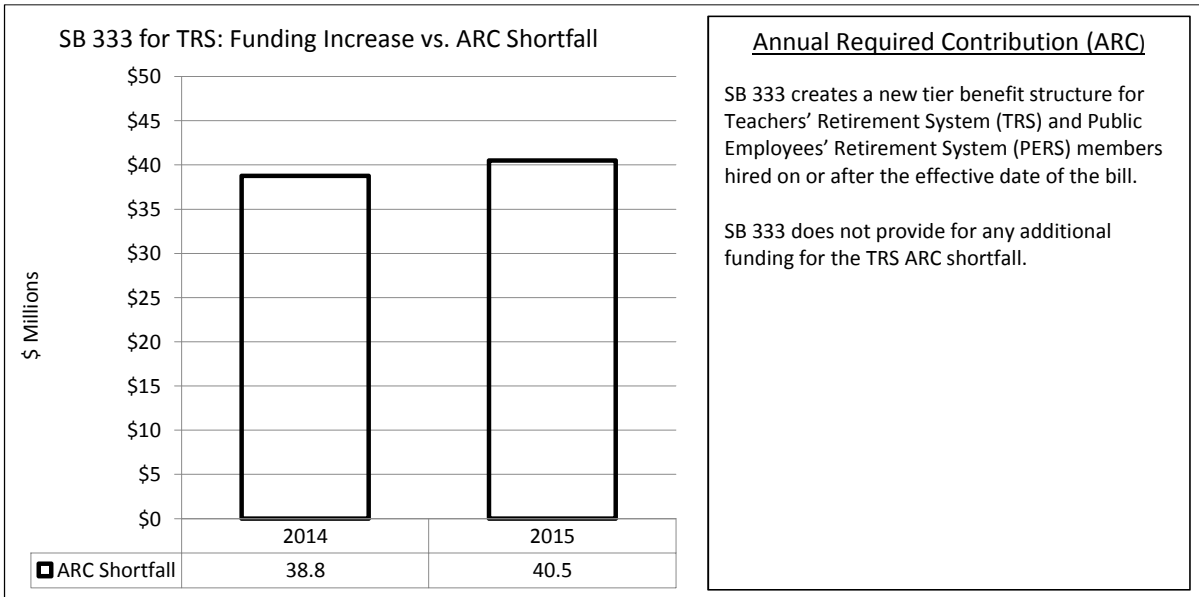 SB 333 for TRS: Funding Increase vs. ARC Shortfall
$50
$45
$40
$35
$30
$25
$20
$15
$10
$5
$0
$ Millions
2014 2015
ARC Shortfall 38.8 40.5
Annual Required Contribution (ARC)
SB 333 creates a new tier benefit structure for
Teachers’ Retirement System (TRS) and Public
Employees’ Retirement System (PERS) members
hired on or after the effective date of the bill.
SB 333 does not provide for any additional
funding for the TRS ARC shortfall.